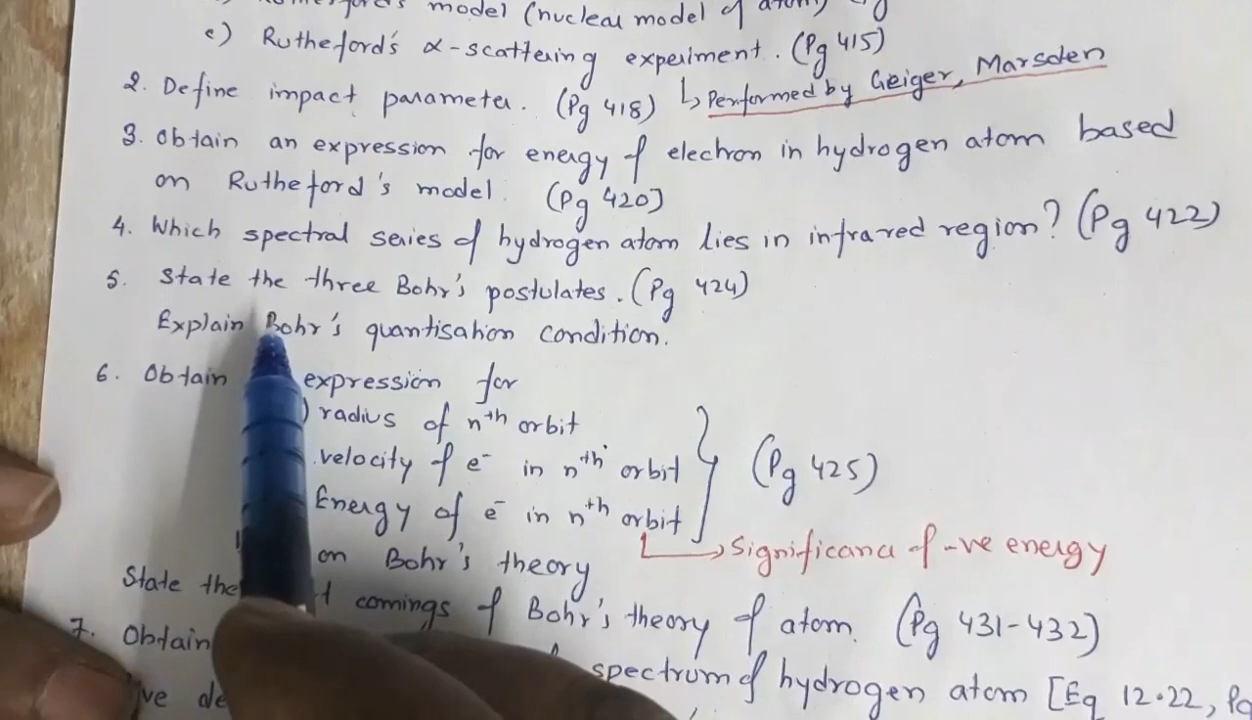 model (nuclear model of atom)
c) Rutheford's α-scattering experiment. (Pg 415)
↳ Performed by Geiger, Marsden
2. Define impact parameter. (Pg 418)
3. Obtain an expression for energy of electron in hydrogen atom based
on Rutheford's model. (Pg 420)
4. Which spectral series of hydrogen atom lies in infrared region? (Pg 422)
5. State the three Bohr's postulates. (Pg 424)
Explain Bohr's quantisation condition.
6. Obtain expression for
) radius of nth orbit
velocity of e⁻ in nth orbit
Energy of e⁻ in nth orbit
(Pg 425)
→ Significance of -ve energy
on Bohr's theory
State the comings of Bohr's theory of atom. (Pg 431-432)
7. Obtain spectrum of hydrogen atom [Eq 12.22, Pg